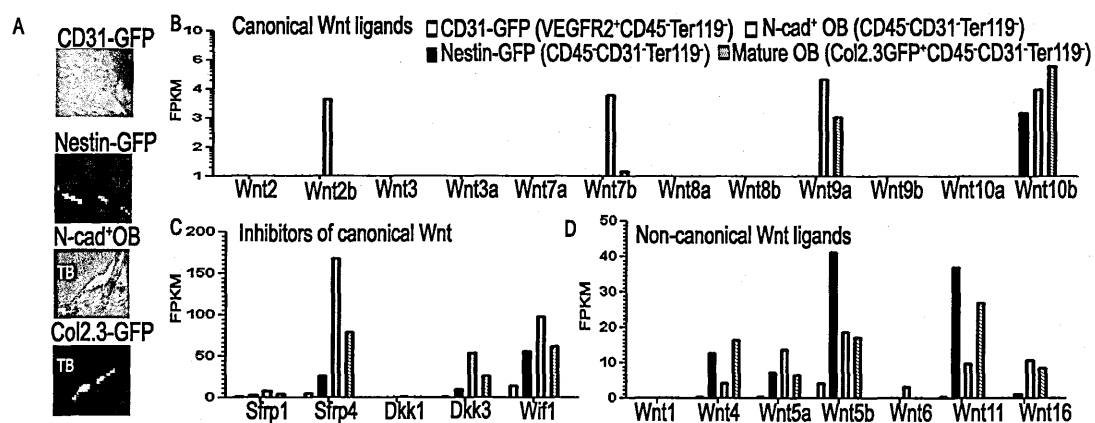 A
CD31-GFP
Nestin-GFP
N-cad⁺OB
TB
Col2.3-GFP
TB
B
Canonical Wnt ligands
CD31-GFP (VEGFR2⁺CD45⁻Ter119⁻)
N-cad⁺ OB (CD45⁻CD31⁻Ter119⁻)
Nestin-GFP (CD45⁻CD31⁻Ter119⁻)
Mature OB (Col2.3GFP⁺CD45⁻CD31⁻Ter119⁻)
FPKM
10
6
4
3
2
1
Wnt2 Wnt2b Wnt3 Wnt3a Wnt7a Wnt7b Wnt8a Wnt8b Wnt9a Wnt9b Wnt10a Wnt10b
C
Inhibitors of canonical Wnt
FPKM
200
150
100
50
0
Sfrp1 Sfrp4 Dkk1 Dkk3 Wif1
D
Non-canonical Wnt ligands
FPKM
50
40
30
20
10
0
Wnt1 Wnt4 Wnt5a Wnt5b Wnt6 Wnt11 Wnt16